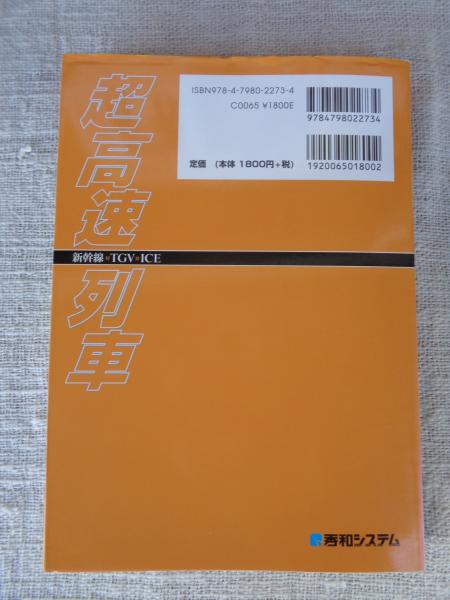 ISBN978-4-7980-2273-4
C0065 ¥1800E
定価 (本体 1800円+税)
9784798022734
1920065018002
超高速列車
新幹線*TGV*ICE
秀和システム